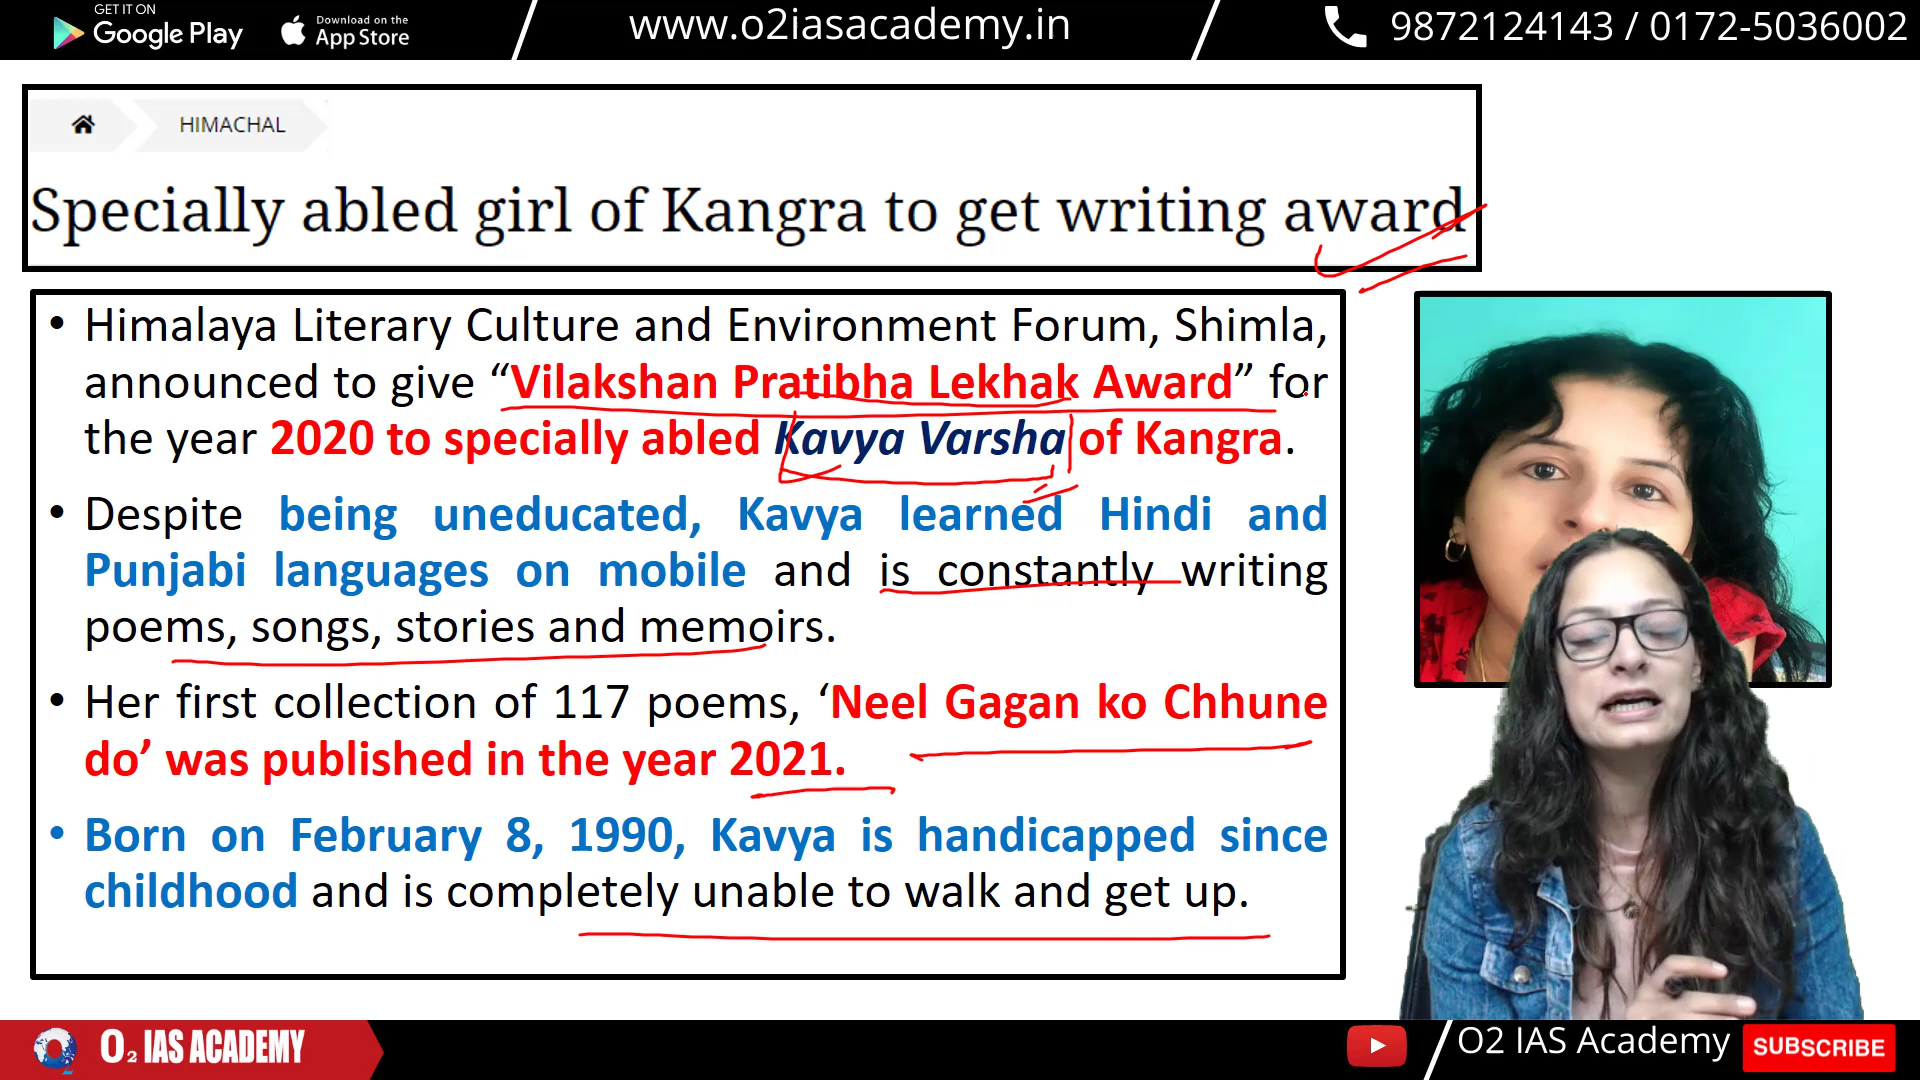 GET IT ON
Google Play
Download on the
App Store
www.o2iasacademy.in
9872124143 / 0172-5036002
HIMACHAL
Specially abled girl of Kangra to get writing award
• Himalaya Literary Culture and Environment Forum, Shimla,
announced to give “Vilakshan Pratibha Lekhak Award” for
the year 2020 to specially abled Kavya Varsha of Kangra.
• Despite being uneducated, Kavya learned Hindi and
Punjabi languages on mobile and is constantly writing
poems, songs, stories and memoirs.
• Her first collection of 117 poems, ‘Neel Gagan ko Chhune
do’ was published in the year 2021.
• Born on February 8, 1990, Kavya is handicapped since
childhood and is completely unable to walk and get up.
O2 IAS ACADEMY
O2 IAS Academy
SUBSCRIBE